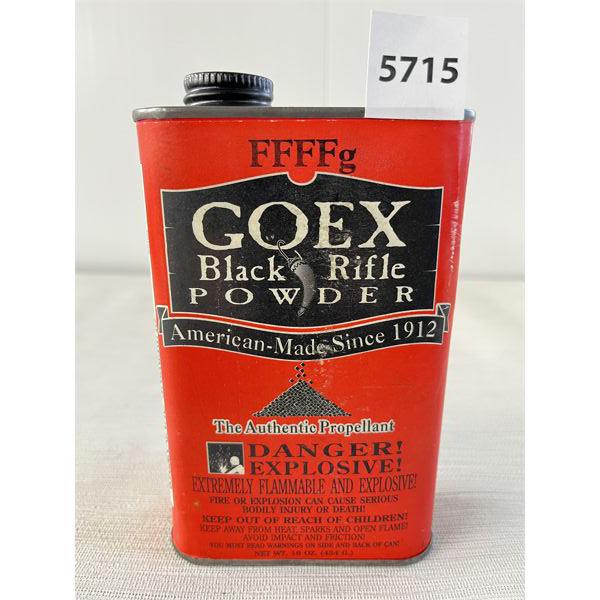 5715
FFFFg
GOEX
Black Rifle
POWDER
American-Made Since 1912
The Authentic Propellant
DANGER!
EXPLOSIVE!
EXTREMELY FLAMMABLE AND EXPLOSIVE!
FIRE OR EXPLOSION CAN CAUSE SERIOUS
BODILY INJURY OR DEATH!
KEEP OUT OF REACH OF CHILDREN!
KEEP AWAY FROM HEAT, SPARKS AND OPEN FLAME!
AVOID IMPACT AND FRICTION!
YOU MUST READ WARNINGS ON SIDE AND BACK OF CAN!
NET WT. 16 OZ. (454 G.)